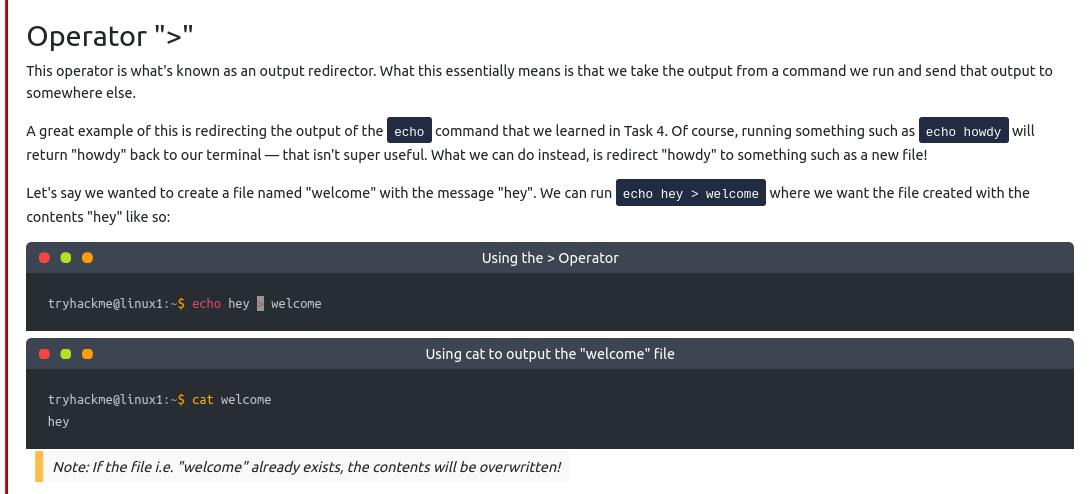 Operator ">"
This operator is what's known as an output redirector. What this essentially means is that we take the output from a command we run and send that output to
somewhere else.
A great example of this is redirecting the output of the echo command that we learned in Task 4. Of course, running something such as echo howdy will
return "howdy" back to our terminal — that isn't super useful. What we can do instead, is redirect "howdy" to something such as a new file!
Let's say we wanted to create a file named "welcome" with the message "hey". We can run echo hey > welcome where we want the file created with the
contents "hey" like so:
Using the > Operator
tryhackme@linux1:~$ echo hey > welcome
Using cat to output the "welcome" file
tryhackme@linux1:~$ cat welcome
hey
Note: If the file i.e. "welcome" already exists, the contents will be overwritten!